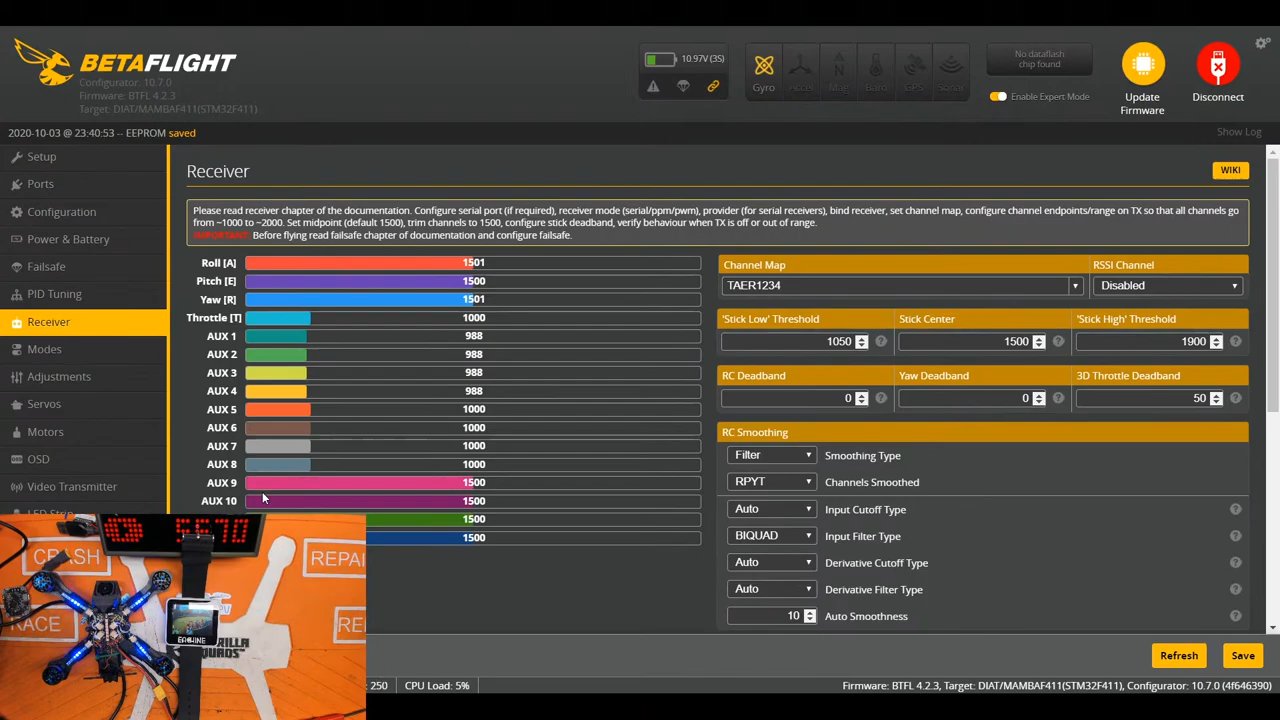 BETAFLIGHT
Configurator: 10.7.0
Firmware: BTFL 4.2.3
Target: DIAT/MAMBAF411(STM32F411)
10.97V (3S)
Gyro
Accel
Mag
Baro
GPS
Sonar
No dataflash
chip found
Enable Expert Mode
Update
Firmware
Disconnect
2020-10-03 @ 23:40:53 -- EEPROM saved
Show Log
Setup
Ports
Configuration
Power & Battery
Failsafe
PID Tuning
Receiver
Modes
Adjustments
Servos
Motors
OSD
Video Transmitter
LED Strip
Receiver
WIKI
Please read receiver chapter of the documentation. Configure serial port (if required), receiver mode (serial/ppm/pwm), provider (for serial receivers), bind receiver, set channel map, configure channel endpoints/range on TX so that all channels go
from ~1000 to ~2000. Set midpoint (default 1500), trim channels to 1500, configure stick deadband, verify behaviour when TX is off or out of range.
IMPORTANT: Before flying read failsafe chapter of documentation and configure failsafe.
Roll [A] 1501
Pitch [E] 1500
Yaw [R] 1501
Throttle [T] 1000
AUX 1 988
AUX 2 988
AUX 3 988
AUX 4 988
AUX 5 1000
AUX 6 1000
AUX 7 1000
AUX 8 1000
AUX 9 1500
AUX 10 1500
1500
1500
Channel Map
RSSI Channel
TAER1234
Disabled
'Stick Low' Threshold
Stick Center
'Stick High' Threshold
1050
1500
1900
RC Deadband
Yaw Deadband
3D Throttle Deadband
0
0
50
RC Smoothing
Filter Smoothing Type
RPYT Channels Smoothed
Auto Input Cutoff Type
BIQUAD Input Filter Type
Auto Derivative Cutoff Type
Auto Derivative Filter Type
10 Auto Smoothness
Refresh
Save
250
CPU Load: 5%
Firmware: BTFL 4.2.3, Target: DIAT/MAMBAF411(STM32F411), Configurator: 10.7.0 (4f646390)
CRASH
REPAI
RACE
RE
EACHINE